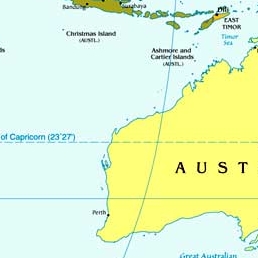 Bandung
Surabaya
Dili
EAST
TIMOR
Timor
Sea
Christmas Island
(AUSTL.)
Ashmore and
Cartier Islands
(AUSTL.)
of Capricorn (23°27')
AUST
Perth
Great Australian